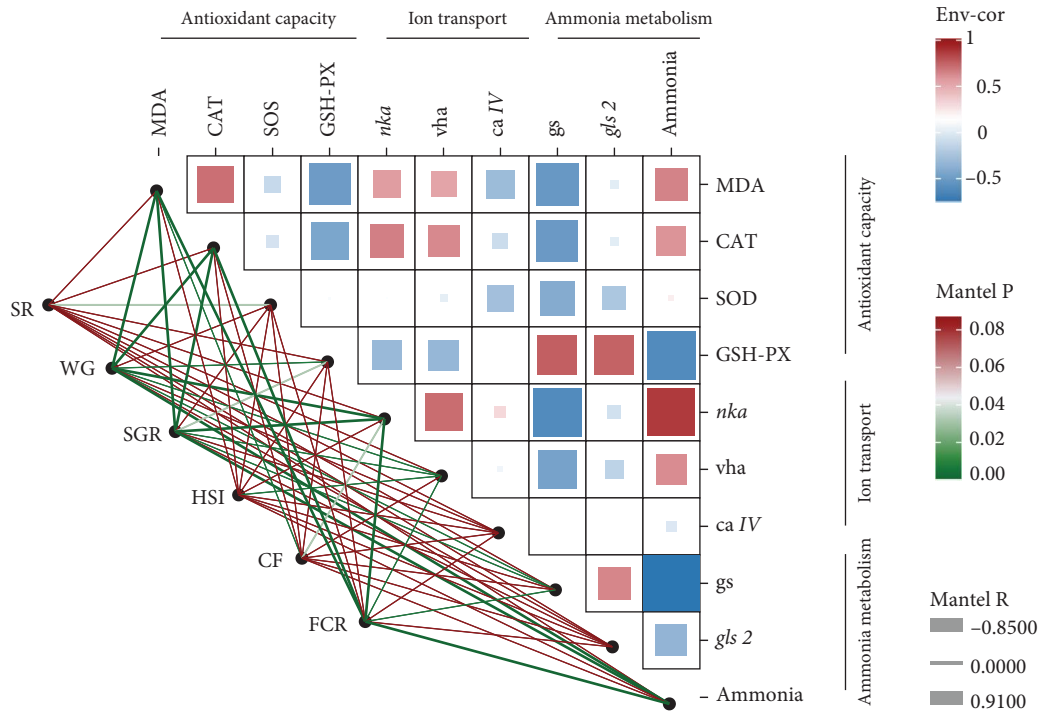 Antioxidant capacity
Ion transport
Ammonia metabolism
MDA
CAT
SOS
GSH-PX
nka
vha
ca IV
gs
gls 2
Ammonia
MDA
CAT
SOD
GSH-PX
nka
vha
ca IV
gs
gls 2
Ammonia
Antioxidant capacity
Ion transport
Ammonia metabolism
SR
WG
SGR
HSI
CF
FCR
Env-cor
1
0.5
0
−0.5
Mantel P
0.08
0.06
0.04
0.02
0.00
Mantel R
−0.8500
0.0000
0.9100